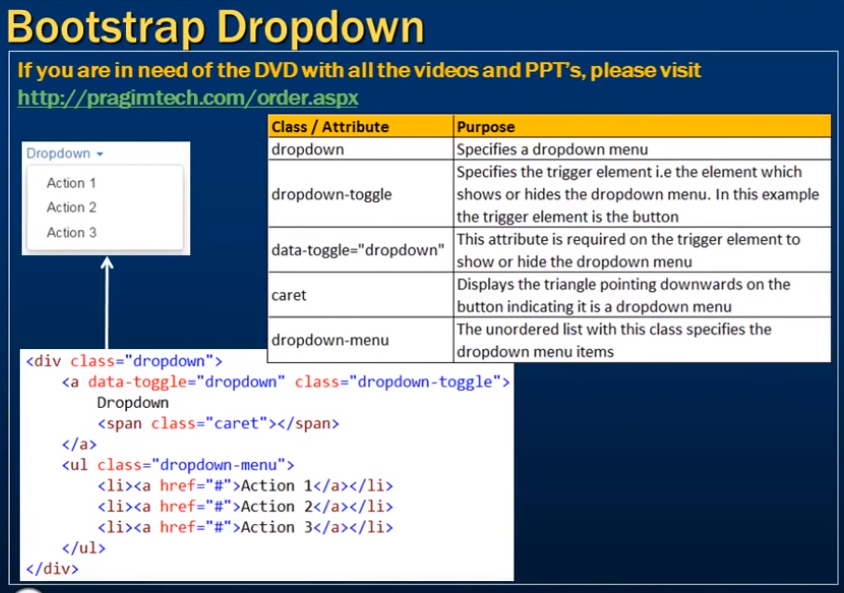 Bootstrap Dropdown
If you are in need of the DVD with all the videos and PPT's, please visit
http://pragimtech.com/order.aspx
Dropdown
Action 1
Action 2
Action 3
Class / Attribute Purpose
dropdown Specifies a dropdown menu
dropdown-toggle Specifies the trigger element i.e the element which
shows or hides the dropdown menu. In this example
the trigger element is the button
data-toggle="dropdown" This attribute is required on the trigger element to
show or hide the dropdown menu
caret Displays the triangle pointing downwards on the
button indicating it is a dropdown menu
dropdown-menu The unordered list with this class specifies the
dropdown menu items
<div class="dropdown">
<a data-toggle="dropdown" class="dropdown-toggle">
Dropdown
<span class="caret"></span>
</a>
<ul class="dropdown-menu">
<li><a href="#">Action 1</a></li>
<li><a href="#">Action 2</a></li>
<li><a href="#">Action 3</a></li>
</ul>
</div>